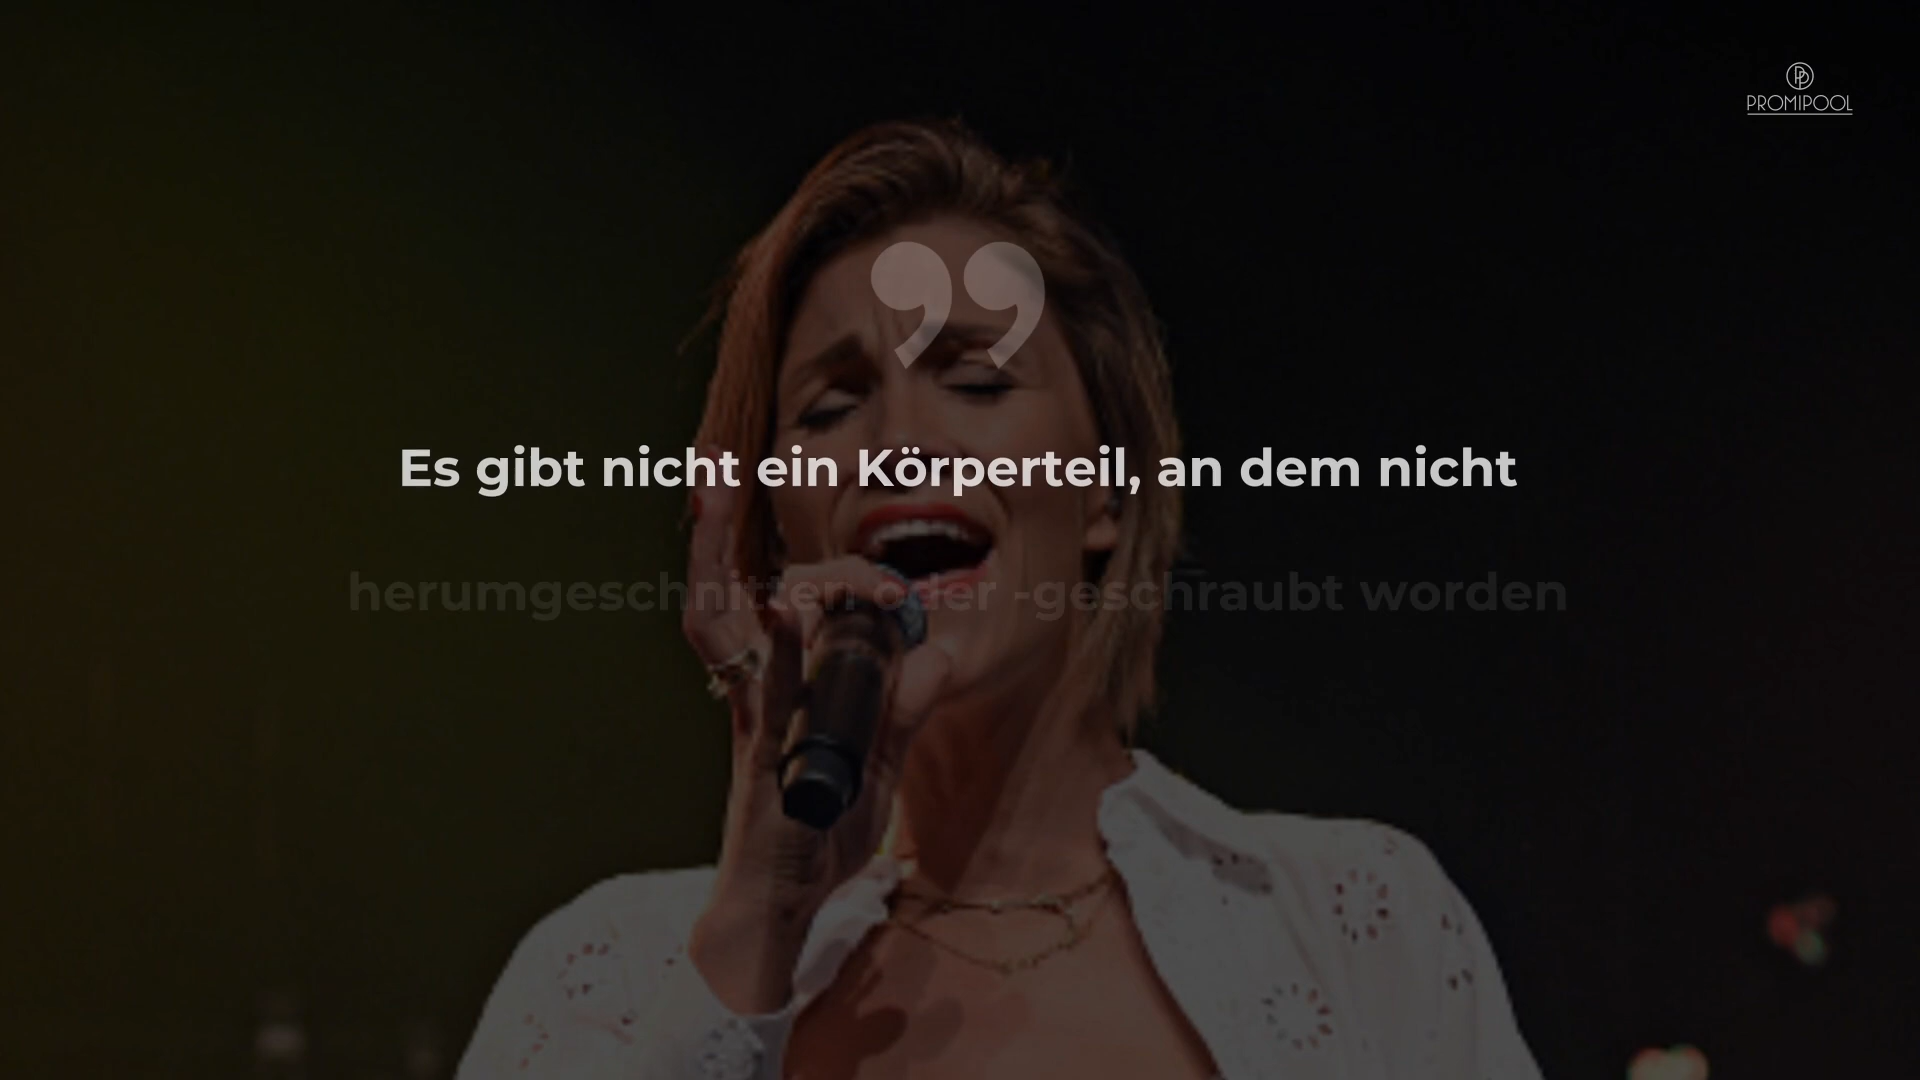 PROMIPOOL
Es gibt nicht ein Körperteil, an dem nicht
herumgeschnitten oder -geschraubt worden